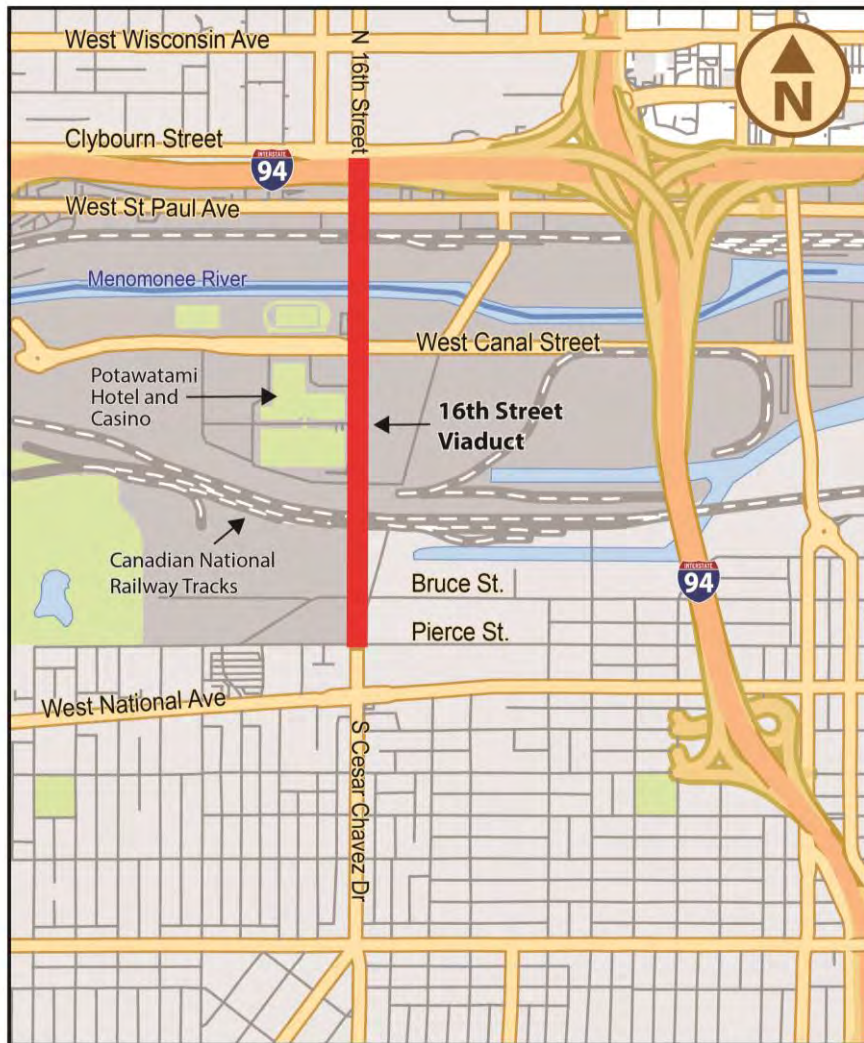 West Wisconsin Ave
N 16th Street
N
Clybourn Street
INTERSTATE
94
West St Paul Ave
Menomonee River
West Canal Street
Potawatami
Hotel and
Casino
16th Street
Viaduct
Canadian National
Railway Tracks
Bruce St.
INTERSTATE
94
Pierce St.
West National Ave
S Cesar Chavez Dr